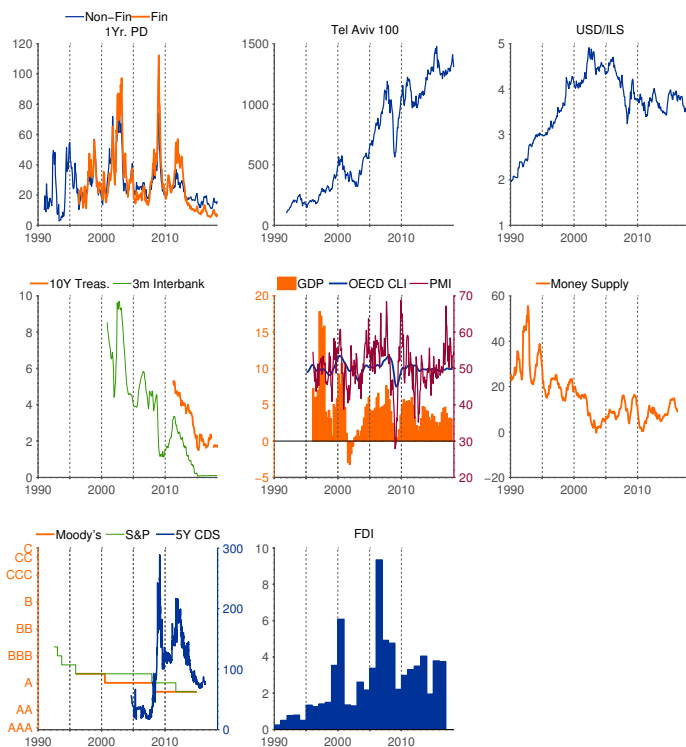 Non−Fin Fin
1Yr. PD
120
100
80
60
40
20
0
1990 2000 2010
Tel Aviv 100
1500
1000
500
0
1990 2000 2010
USD/ILS
5
4
3
2
1
1990 2000 2010
10Y Treas. 3m Interbank
10
8
6
4
2
0
1990 2000 2010
GDP OECD CLI PMI
20 70
15 60
10 50
5 40
0 30
−5 20
1990 2000 2010
Money Supply
60
40
20
0
−20
1990 2000 2010
Moody's S&P 5Y CDS
C 300
CC
CCC
B 200
BB
BBB
A 100
AA
AAA 0
1990 2000 2010
FDI
10
8
6
4
2
0
1990 2000 2010